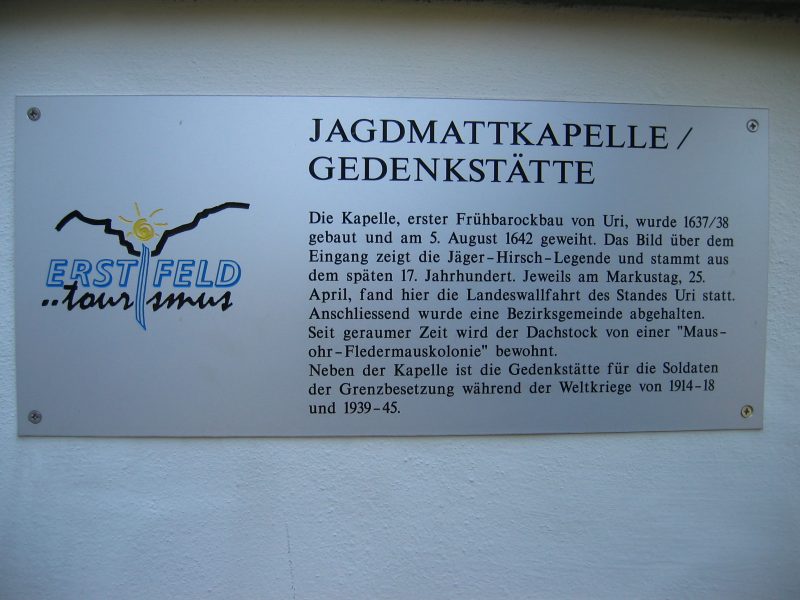 ERSTFELD
..tourismus
JAGDMATTKAPELLE /
GEDENKSTÄTTE
Die Kapelle, erster Frühbarockbau von Uri, wurde 1637/38
gebaut und am 5. August 1642 geweiht. Das Bild über dem
Eingang zeigt die Jäger-Hirsch-Legende und stammt aus
dem späten 17. Jahrhundert. Jeweils am Markustag, 25.
April, fand hier die Landeswallfahrt des Standes Uri statt.
Anschliessend wurde eine Bezirksgemeinde abgehalten.
Seit geraumer Zeit wird der Dachstock von einer "Maus-
ohr-Fledermauskolonie" bewohnt.
Neben der Kapelle ist die Gedenkstätte für die Soldaten
der Grenzbesetzung während der Weltkriege von 1914-18
und 1939-45.